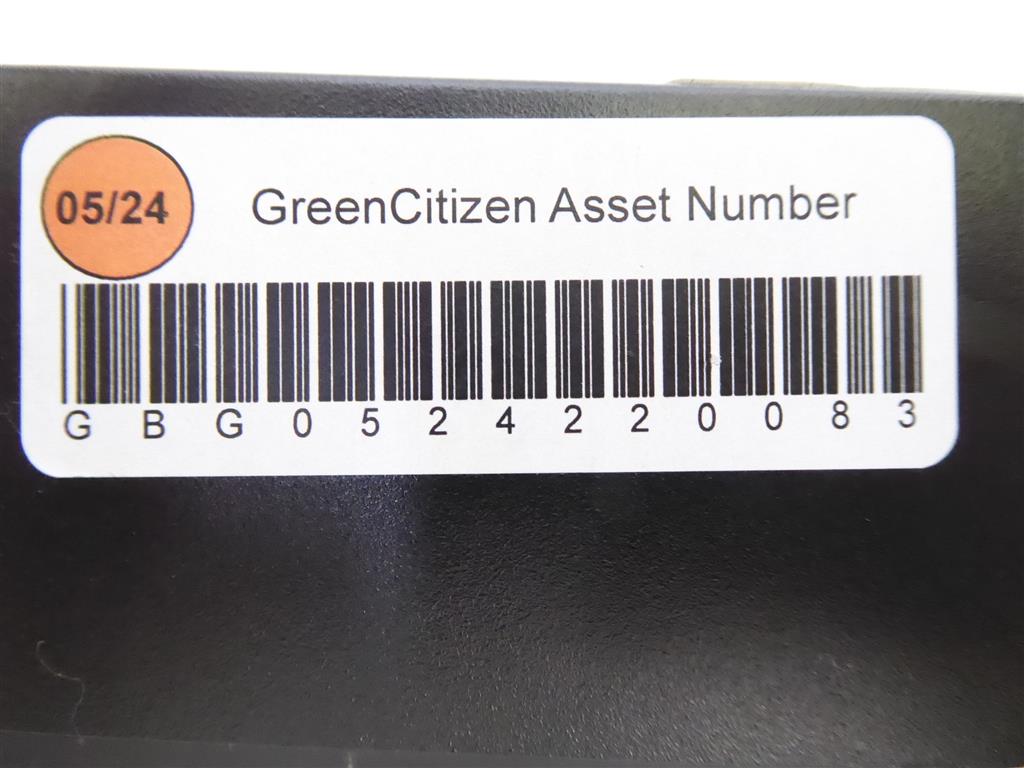 05/24
GreenCitizen Asset Number
GBG0524220083